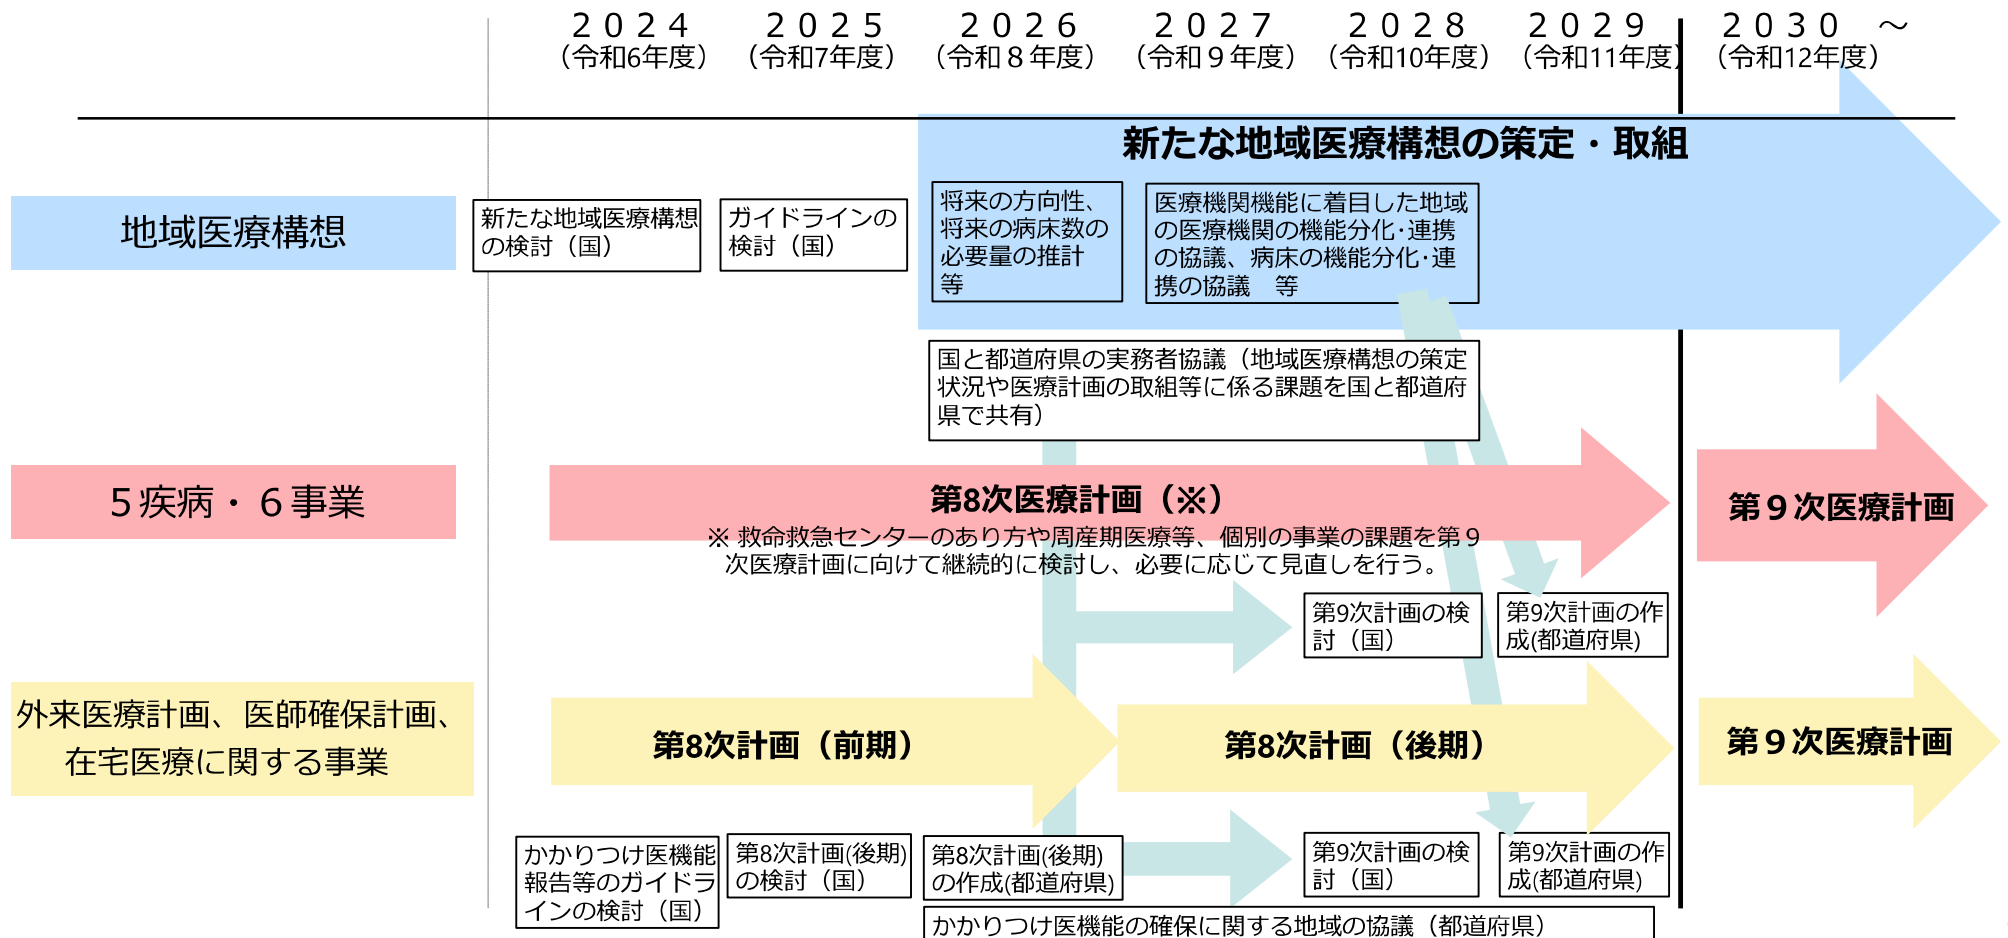 ２０２４
（令和6年度）
２０２５
（令和7年度）
２０２６
（令和８年度）
２０２７
（令和９年度）
２０２８
（令和10年度）
２０２９
（令和11年度）
２０３０　～
（令和12年度）
新たな地域医療構想の策定・取組
地域医療構想
新たな地域医療構想
の検討（国）
ガイドラインの
検討（国）
将来の方向性、
将来の病床数の
必要量の推計
等
医療機関機能に着目した地域
の医療機関の機能分化･連携
の協議、病床の機能分化･連
携の協議　等
国と都道府県の実務者協議（地域医療構想の策定
状況や医療計画の取組等に係る課題を国と都道府
県で共有）
５疾病・６事業
第8次医療計画（※）
※ 救命救急センターのあり方や周産期医療等、個別の事業の課題を第９
次医療計画に向けて継続的に検討し、必要に応じて見直しを行う。
第９次医療計画
第9次計画の検
討（国）
第9次計画の作
成(都道府県)
外来医療計画、医師確保計画、
在宅医療に関する事業
第8次計画（前期）
第8次計画（後期）
第９次医療計画
かかりつけ医機能
報告等のガイドラ
インの検討（国）
第8次計画(後期)
の検討（国）
第8次計画(後期)
の作成(都道府県)
第9次計画の検
討（国）
第9次計画の作
成(都道府県)
かかりつけ医機能の確保に関する地域の協議（都道府県）